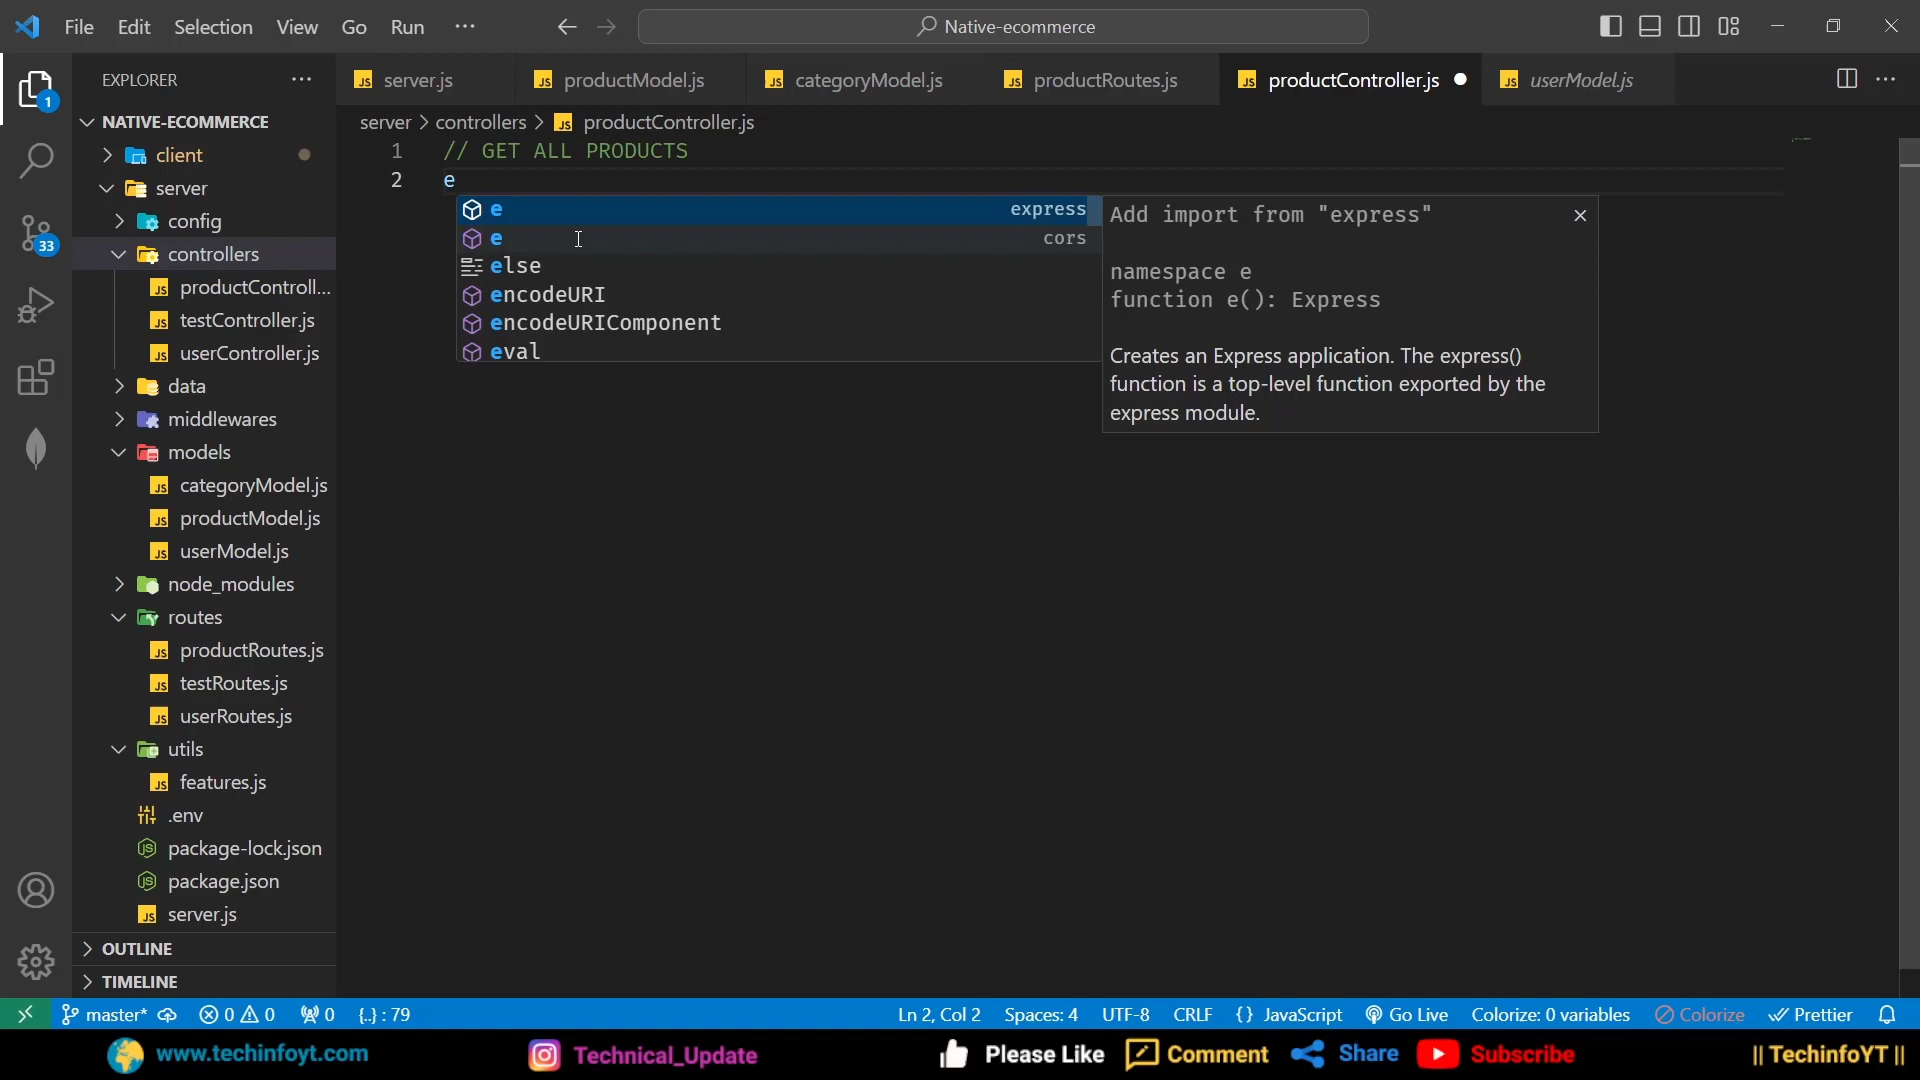 File Edit Selection View Go Run ···
Native-ecommerce
EXPLORER ···
1
33
NATIVE-ECOMMERCE
client
server
config
controllers
productControll...
testController.js
userController.js
data
middlewares
models
categoryModel.js
productModel.js
userModel.js
node_modules
routes
productRoutes.js
testRoutes.js
userRoutes.js
utils
features.js
.env
package-lock.json
package.json
server.js
OUTLINE
TIMELINE
server.js productModel.js categoryModel.js productRoutes.js productController.js userModel.js ···
server > controllers > productController.js
1 // GET ALL PRODUCTS
2 e
e express
e cors
else
encodeURI
encodeURIComponent
eval
Add import from "express"
namespace e
function e(): Express
Creates an Express application. The express()
function is a top-level function exported by the
express module.
master* 0 0 0 {..} : 79 Ln 2, Col 2 Spaces: 4 UTF-8 CRLF {} JavaScript Go Live Colorize: 0 variables Colorize Prettier
www.techinfoyt.com Technical_Update Please Like Comment Share Subscribe || TechinfoYT ||